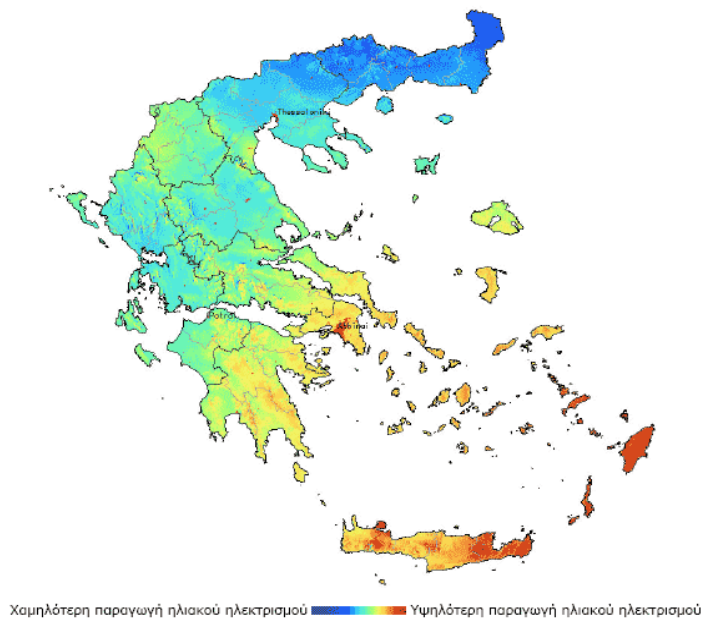 Thessaloniki
Patrai
Athinai
Χαμηλότερη παραγωγή ηλιακού ηλεκτρισμού Υψηλότερη παραγωγή ηλιακού ηλεκτρισμού